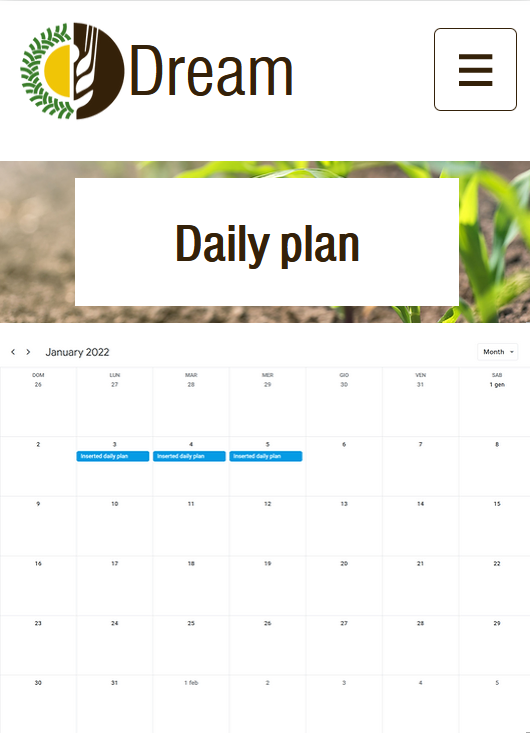 Dream
Daily plan
January 2022
Month
DOM LUN MAR MER GIO VEN SAB
26 27 28 29 30 31 1 gen
2 3 4 5 6 7 8
Inserted daily plan Inserted daily plan Inserted daily plan
9 10 11 12 13 14 15
16 17 18 19 20 21 22
23 24 25 26 27 28 29
30 31 1 feb 2 3 4 5